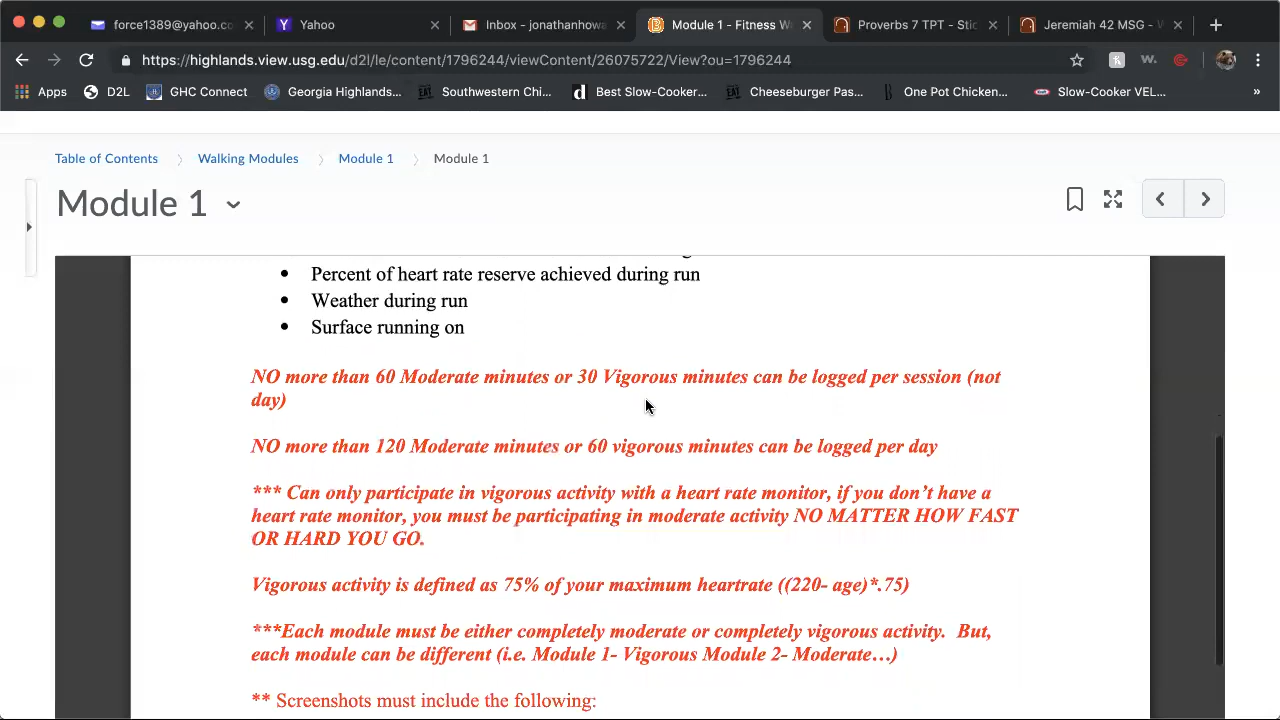 force1389@yahoo.co
Yahoo
Inbox - jonathanhowa
Module 1 - Fitness W
Proverbs 7 TPT - Stic
Jeremiah 42 MSG - V
https://highlands.view.usg.edu/d2l/le/content/1796244/viewContent/26075722/View?ou=1796244
Apps D2L GHC Connect Georgia Highlands... Southwestern Chi... Best Slow-Cooker... Cheeseburger Pas... One Pot Chicken... Slow-Cooker VEL... »
Table of Contents Walking Modules Module 1 Module 1
Module 1
• Percent of heart rate reserve achieved during run
• Weather during run
• Surface running on
NO more than 60 Moderate minutes or 30 Vigorous minutes can be logged per session (not
day)
NO more than 120 Moderate minutes or 60 vigorous minutes can be logged per day
*** Can only participate in vigorous activity with a heart rate monitor, if you don’t have a
heart rate monitor, you must be participating in moderate activity NO MATTER HOW FAST
OR HARD YOU GO.
Vigorous activity is defined as 75% of your maximum heartrate ((220- age)*.75)
***Each module must be either completely moderate or completely vigorous activity. But,
each module can be different (i.e. Module 1- Vigorous Module 2- Moderate…)
** Screenshots must include the following: